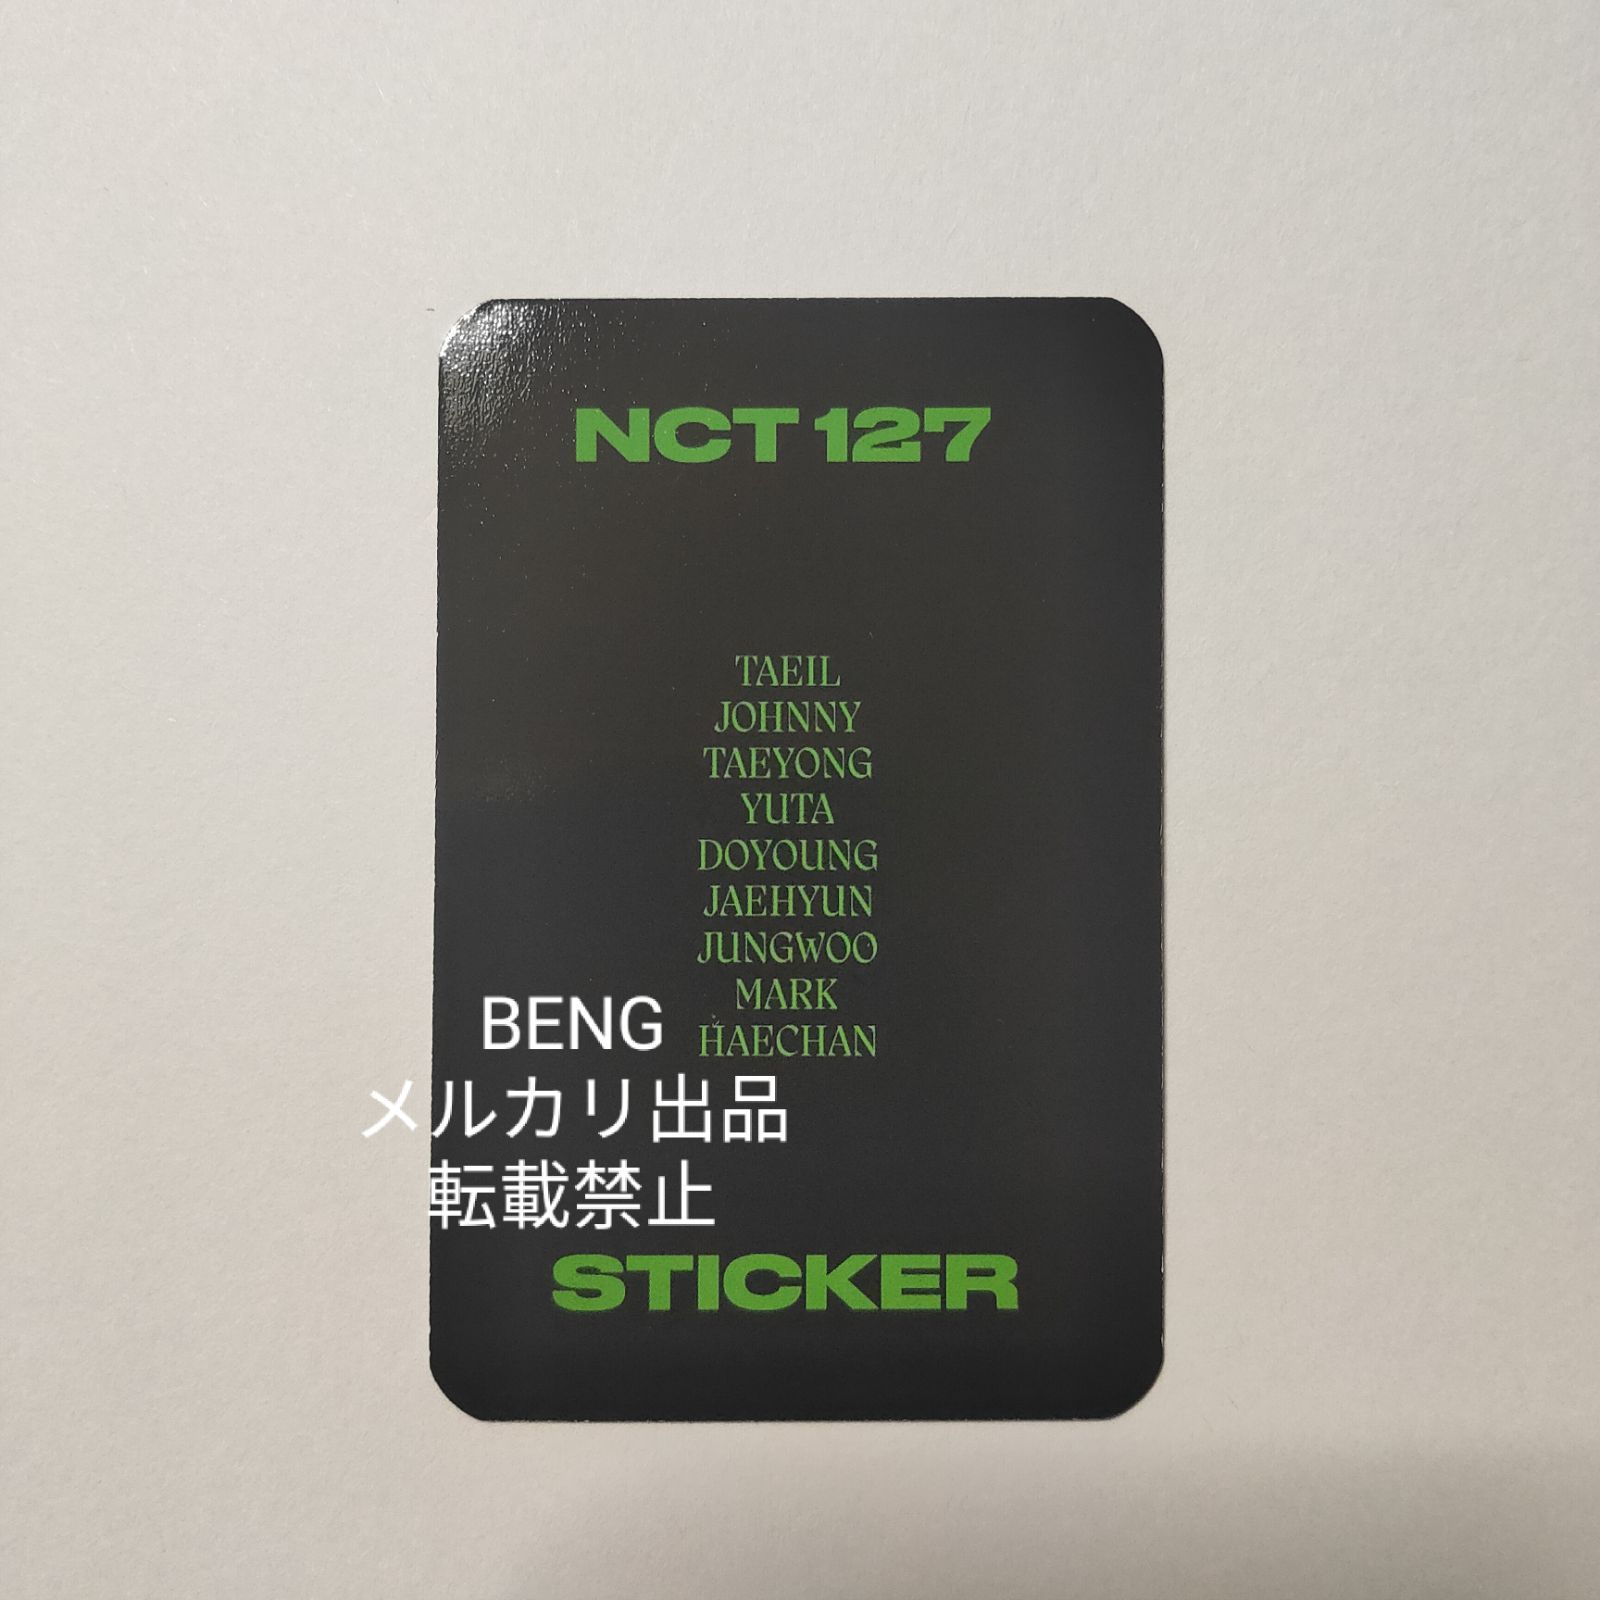 NCT 127
TAEIL
JOHNNY
TAEYONG
YUTA
DOYOUNG
JAEHYUN
JUNGWOO
MARK
HAECHAN
BENG
メルカリ出品
転載禁止
STICKER